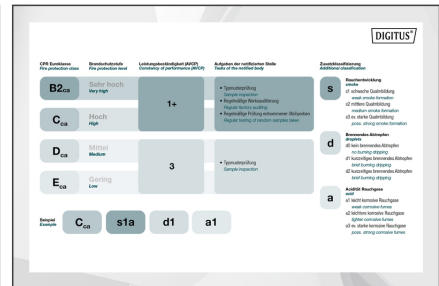 DIGITUS®
CPR Euroklasse
Fire protection class
Brandschutzstufe
Fire protection level
Leistungsbeständigkeit (AVCP)
Constancy of performance (AVCP)
Aufgaben der notifizierten Stelle
Tasks of the notified body
Zusatzklassifizierung
Additional classification
B2ca
Sehr hoch
Very high
1+
• Typmusterprüfung
Sample inspection
• Regelmäßige Werksauditierung
Regular factory auditing
• Regelmäßige Prüfung entnommener Stichproben
Regular testing of random samples taken
Cca
Hoch
High
Dca
Mittel
Medium
3
• Typmusterprüfung
Sample inspection
Eca
Gering
Low
s
Rauchentwicklung
smoke
s1 schwache Qualmbildung
weak smoke formation
s2 mittlere Qualmbildung
medium smoke formation
s3 ev. starke Qualmbildung
poss. strong smoke formation
d
Brennendes Abtropfen
droplets
d0 kein brennendes Abtropfen
no burning dripping
d1 kurzzeitiges brennendes Abtropfen
brief burning dripping
d2 kurzzeitiges brennendes Abtropfen
brief burning dripping
a
Acidität Rauchgase
acid
a1 leicht korrosive Rauchgase
weak corrosive fumes
a2 leichtere korrosive Rauchgase
lighter corrosive fumes
a3 ev. starke korrosive Rauchgase
poss. strong corrosive fumes
Beispiel
Example
Cca
s1a
d1
a1